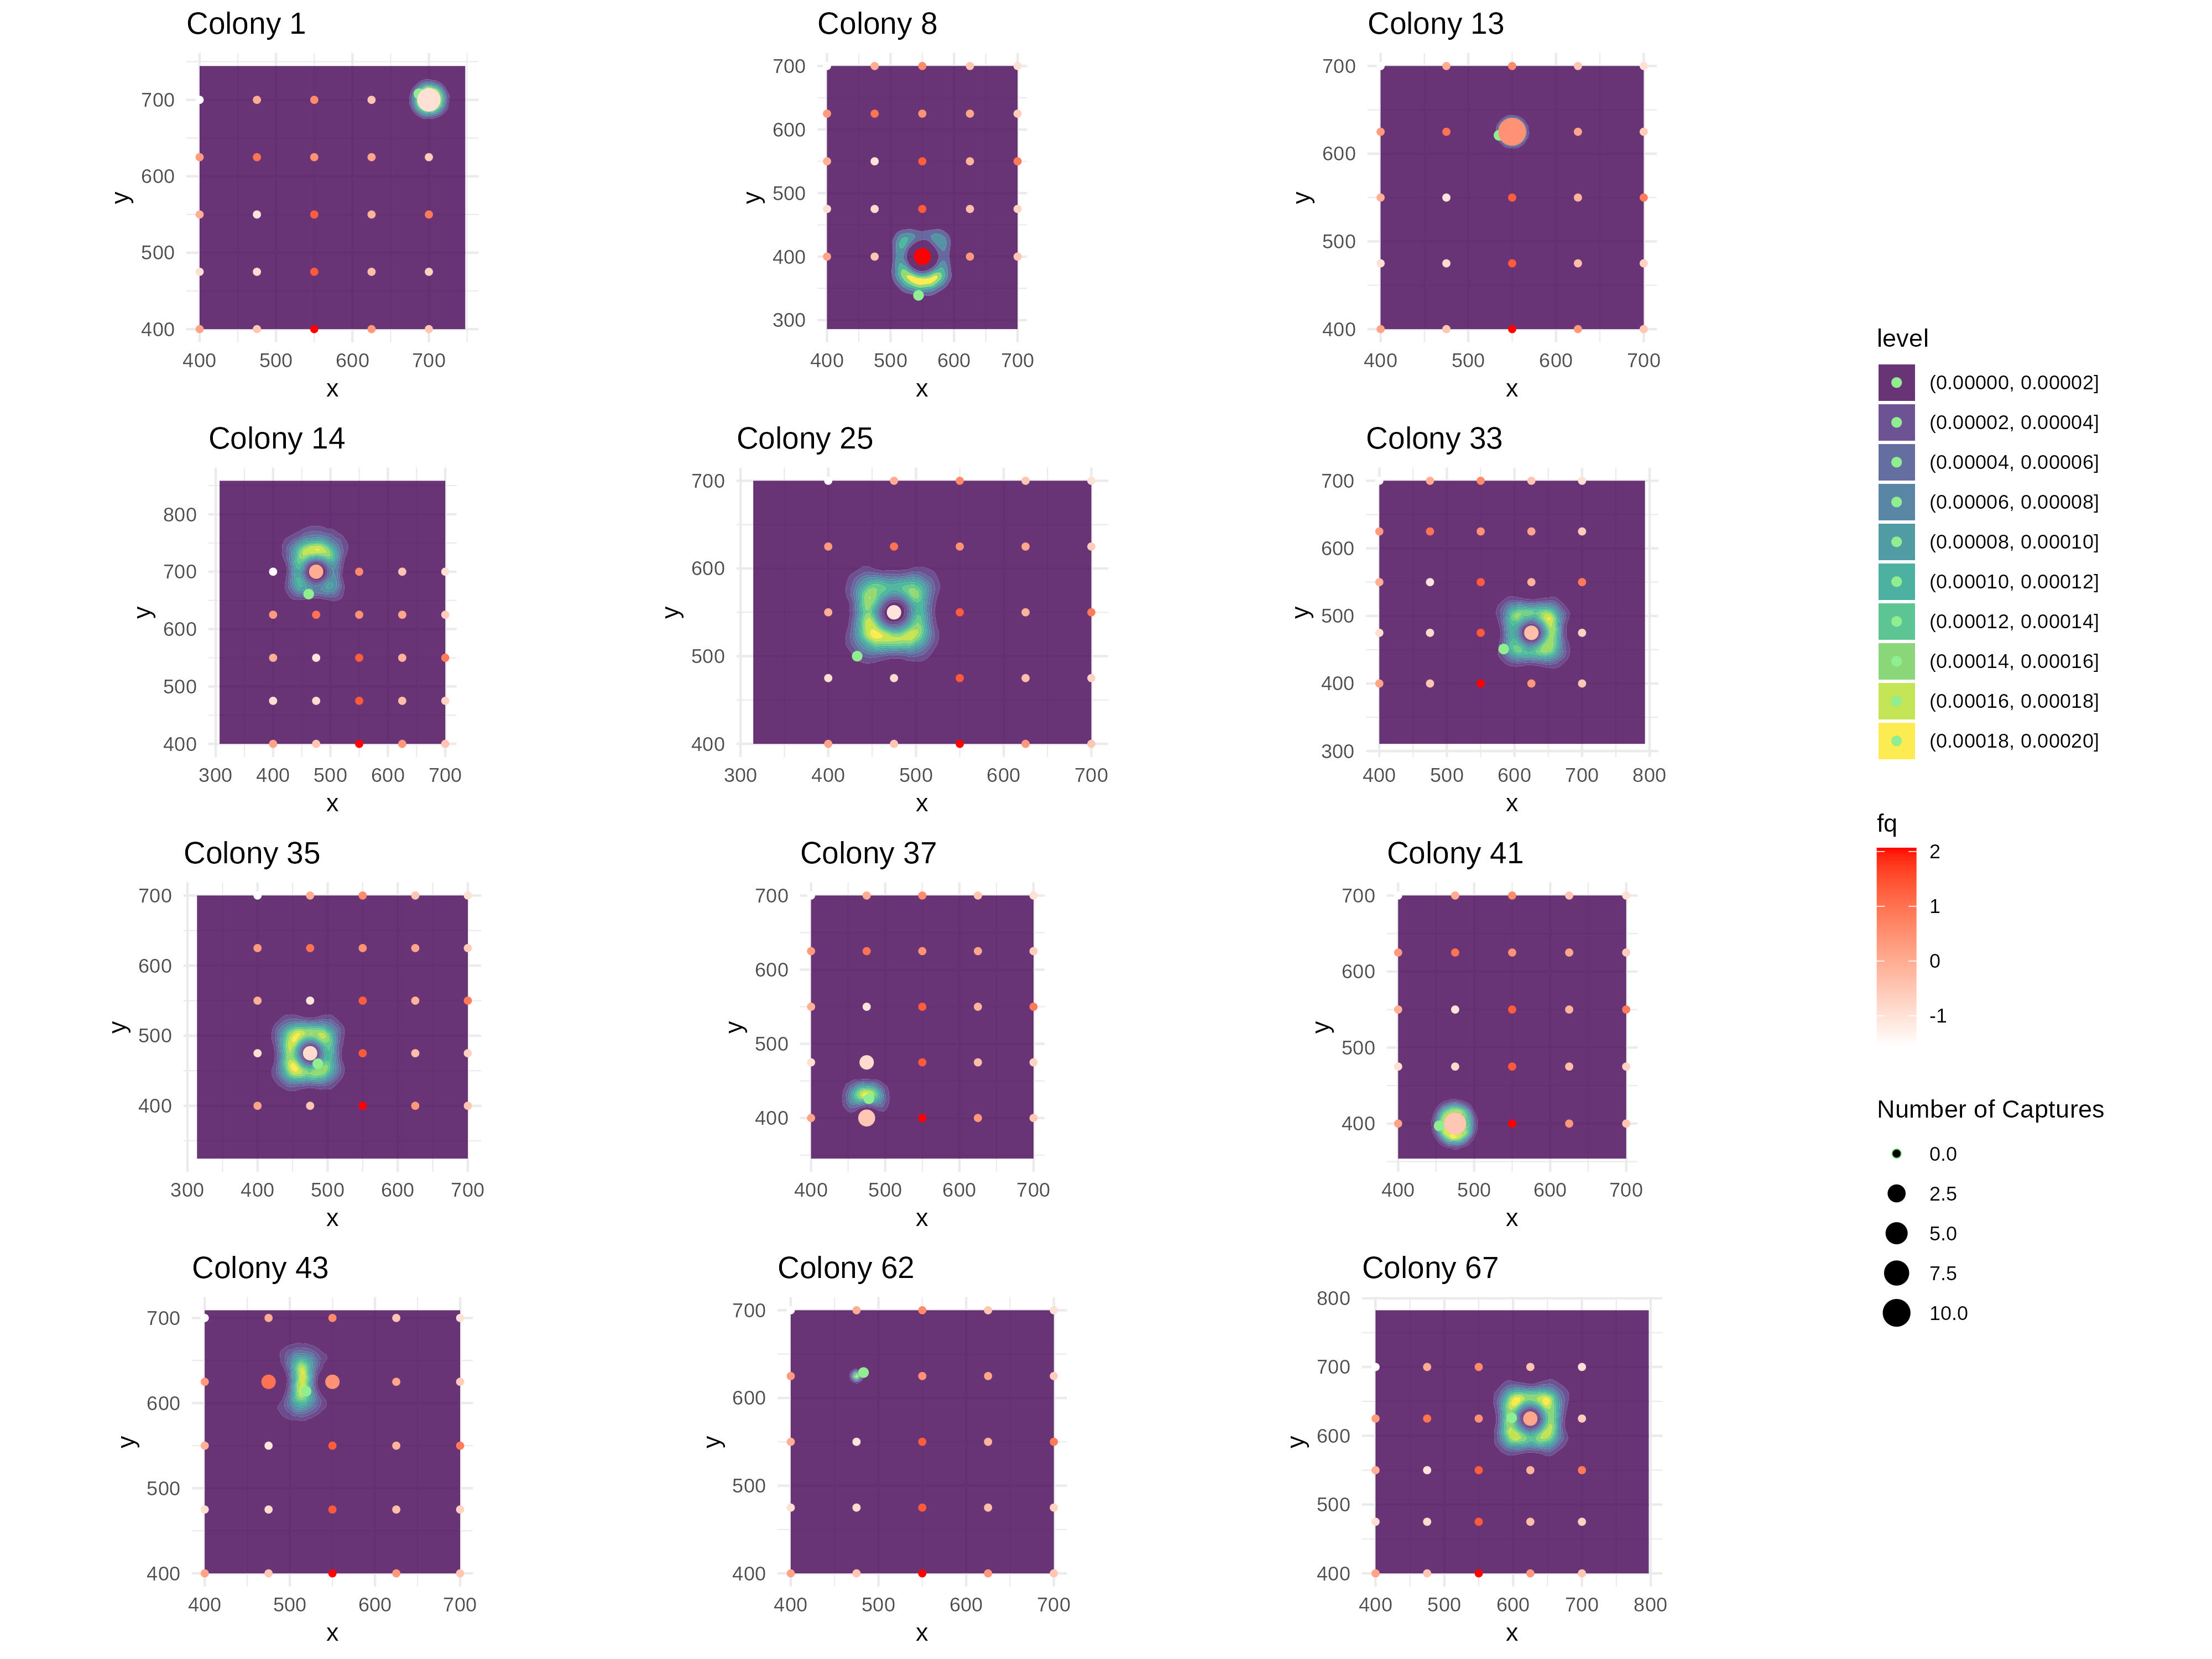 Colony 1
Colony 8
Colony 13
700
600
500
400
y
400 500 600 700
x
700
600
500
400
300
y
400 500 600 700
x
700
600
500
400
y
400 500 600 700
x
Colony 14
Colony 25
Colony 33
800
700
600
500
400
y
300 400 500 600 700
x
700
600
500
400
y
300 400 500 600 700
x
700
600
500
400
300
y
400 500 600 700 800
x
Colony 35
Colony 37
Colony 41
700
600
500
400
y
300 400 500 600 700
x
700
600
500
400
y
400 500 600 700
x
700
600
500
400
y
400 500 600 700
x
Colony 43
Colony 62
Colony 67
700
600
500
400
y
400 500 600 700
x
700
600
500
400
y
400 500 600 700
x
800
700
600
500
400
y
400 500 600 700 800
x
level
(0.00000, 0.00002]
(0.00002, 0.00004]
(0.00004, 0.00006]
(0.00006, 0.00008]
(0.00008, 0.00010]
(0.00010, 0.00012]
(0.00012, 0.00014]
(0.00014, 0.00016]
(0.00016, 0.00018]
(0.00018, 0.00020]
fq
2
1
0
-1
Number of Captures
0.0
2.5
5.0
7.5
10.0